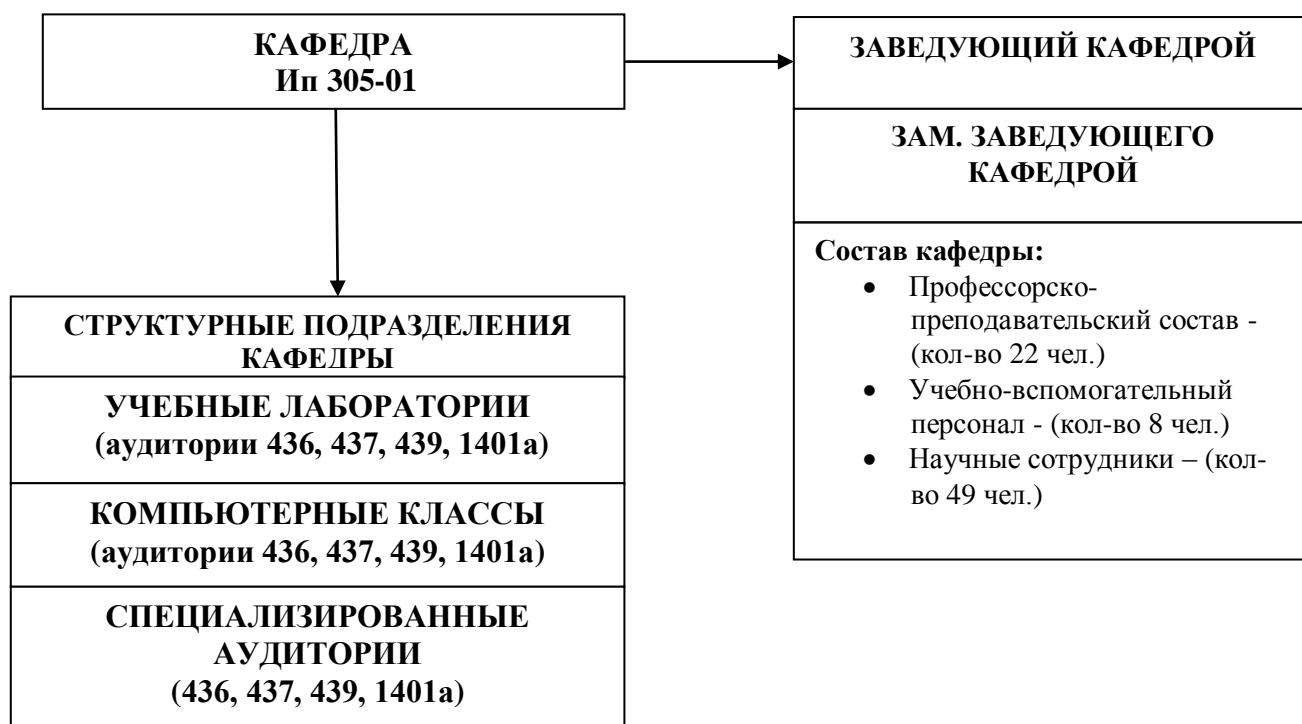 КАФЕДРА
Ип 305-01
ЗАВЕДУЮЩИЙ КАФЕДРОЙ
ЗАМ. ЗАВЕДУЮЩЕГО
КАФЕДРОЙ
Состав кафедры:
• Профессорско-
преподавательский состав -
(кол-во 22 чел.)
• Учебно-вспомогательный
персонал - (кол-во 8 чел.)
• Научные сотрудники – (кол-
во 49 чел.)
СТРУКТУРНЫЕ ПОДРАЗДЕЛЕНИЯ
КАФЕДРЫ
УЧЕБНЫЕ ЛАБОРАТОРИИ
(аудитории 436, 437, 439, 1401а)
КОМПЬЮТЕРНЫЕ КЛАССЫ
(аудитории 436, 437, 439, 1401а)
СПЕЦИАЛИЗИРОВАННЫЕ
АУДИТОРИИ
(436, 437, 439, 1401а)